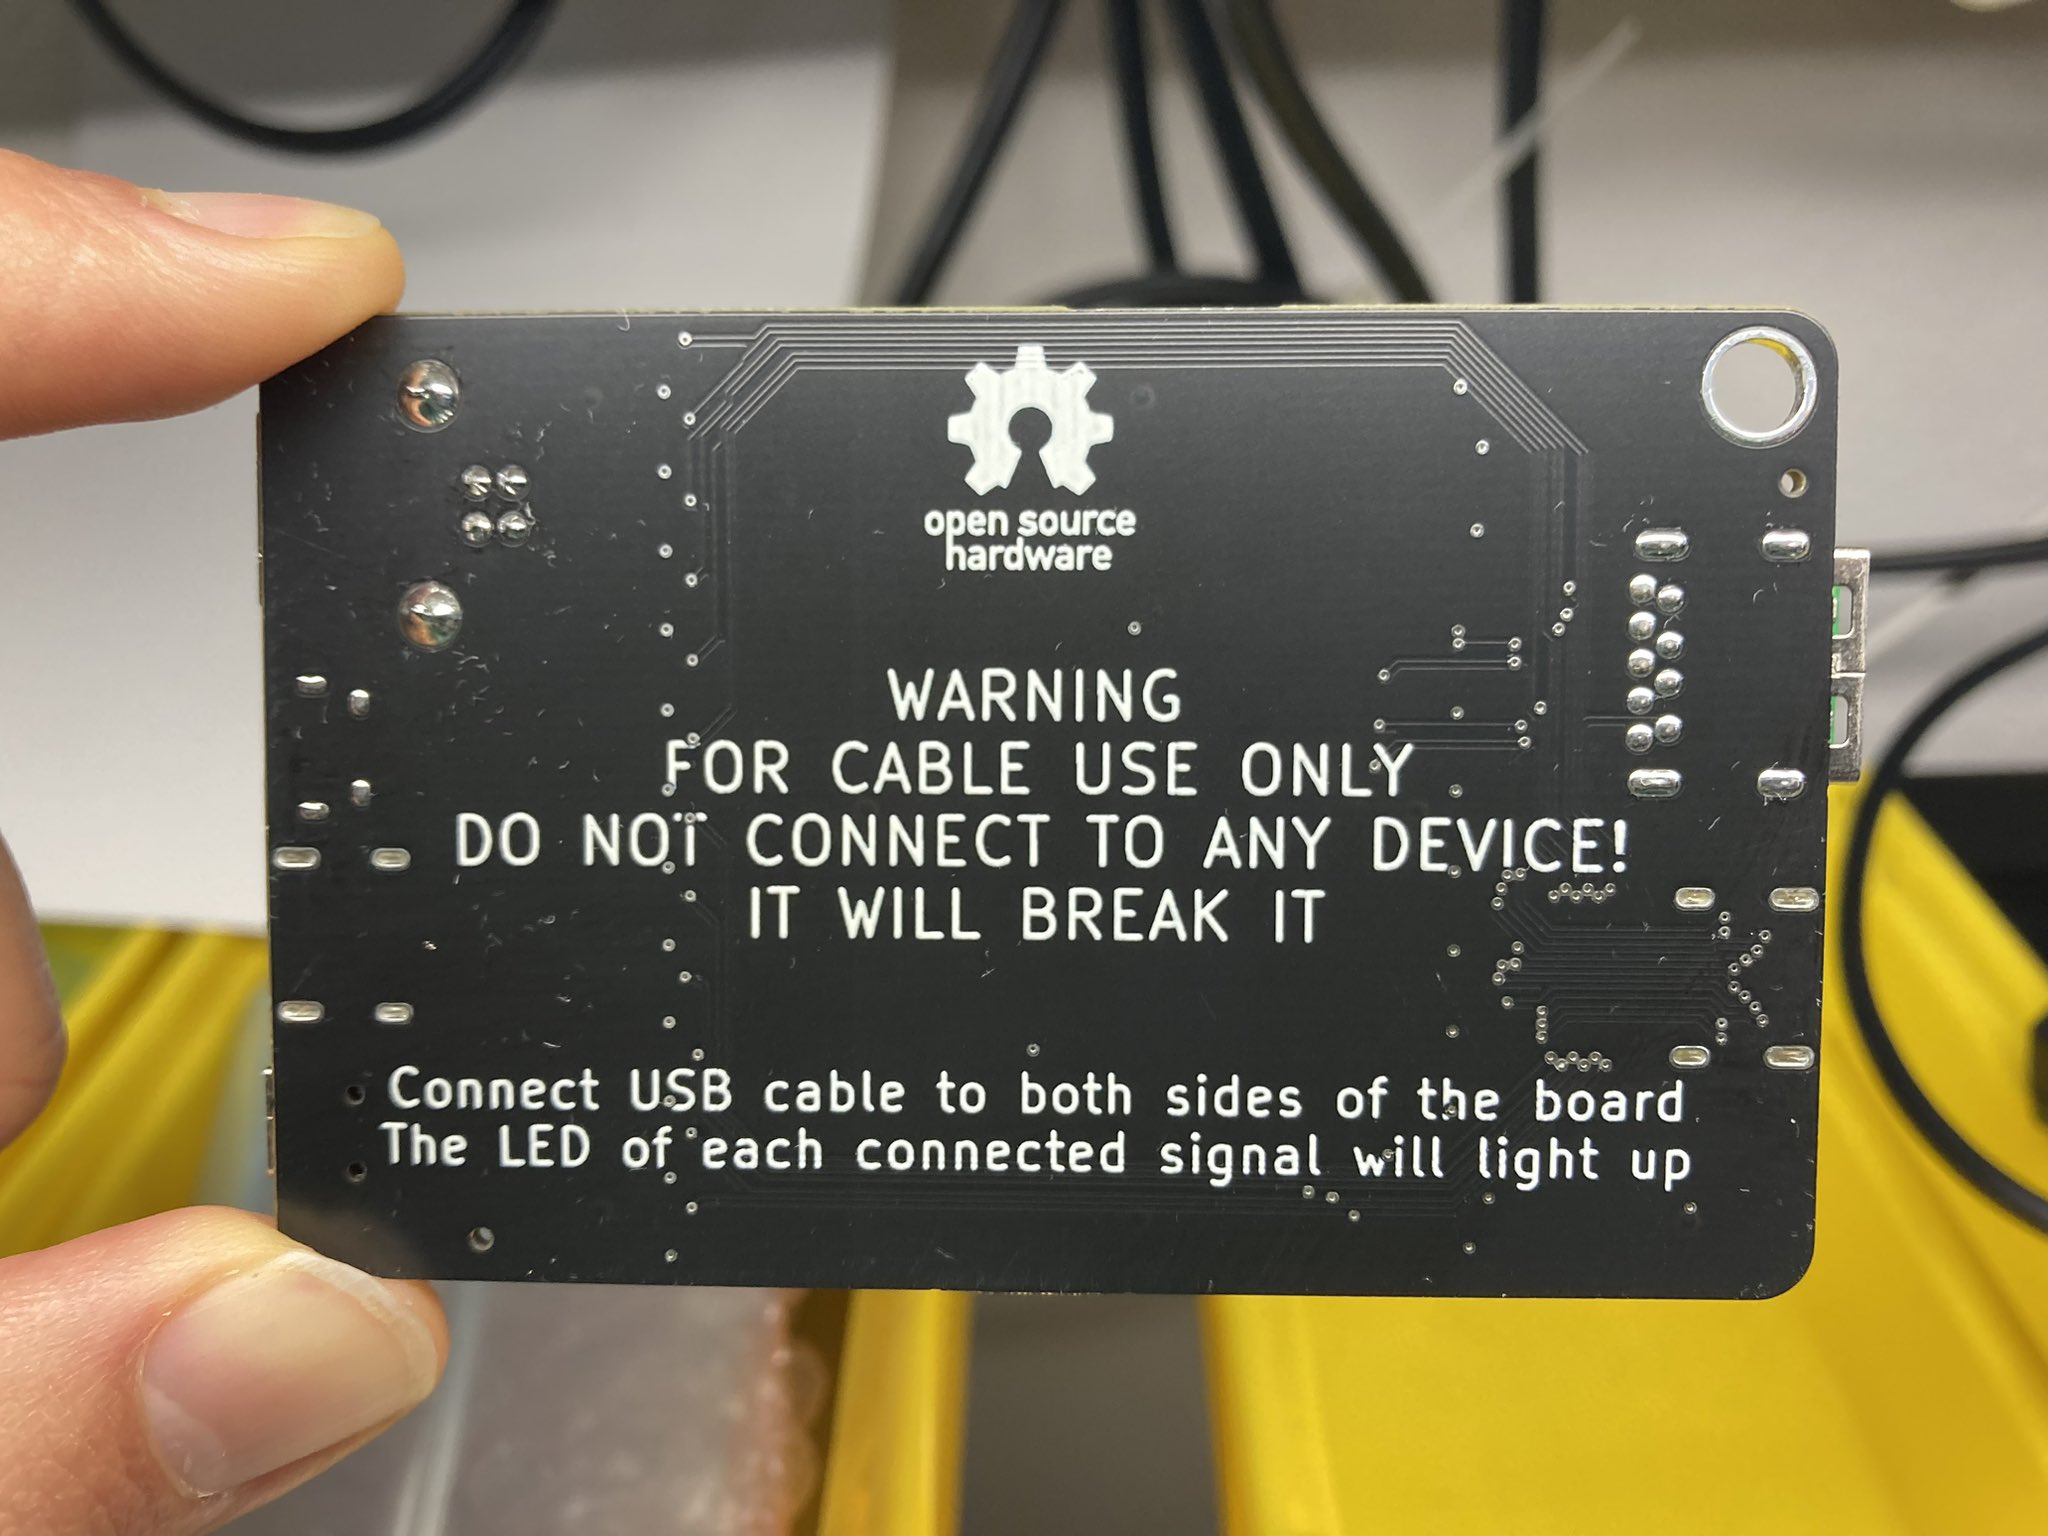 open source
hardware
WARNING
FOR CABLE USE ONLY
DO NOT CONNECT TO ANY DEVICE!
IT WILL BREAK IT
Connect USB cable to both sides of the board
The LED of each connected signal will light up